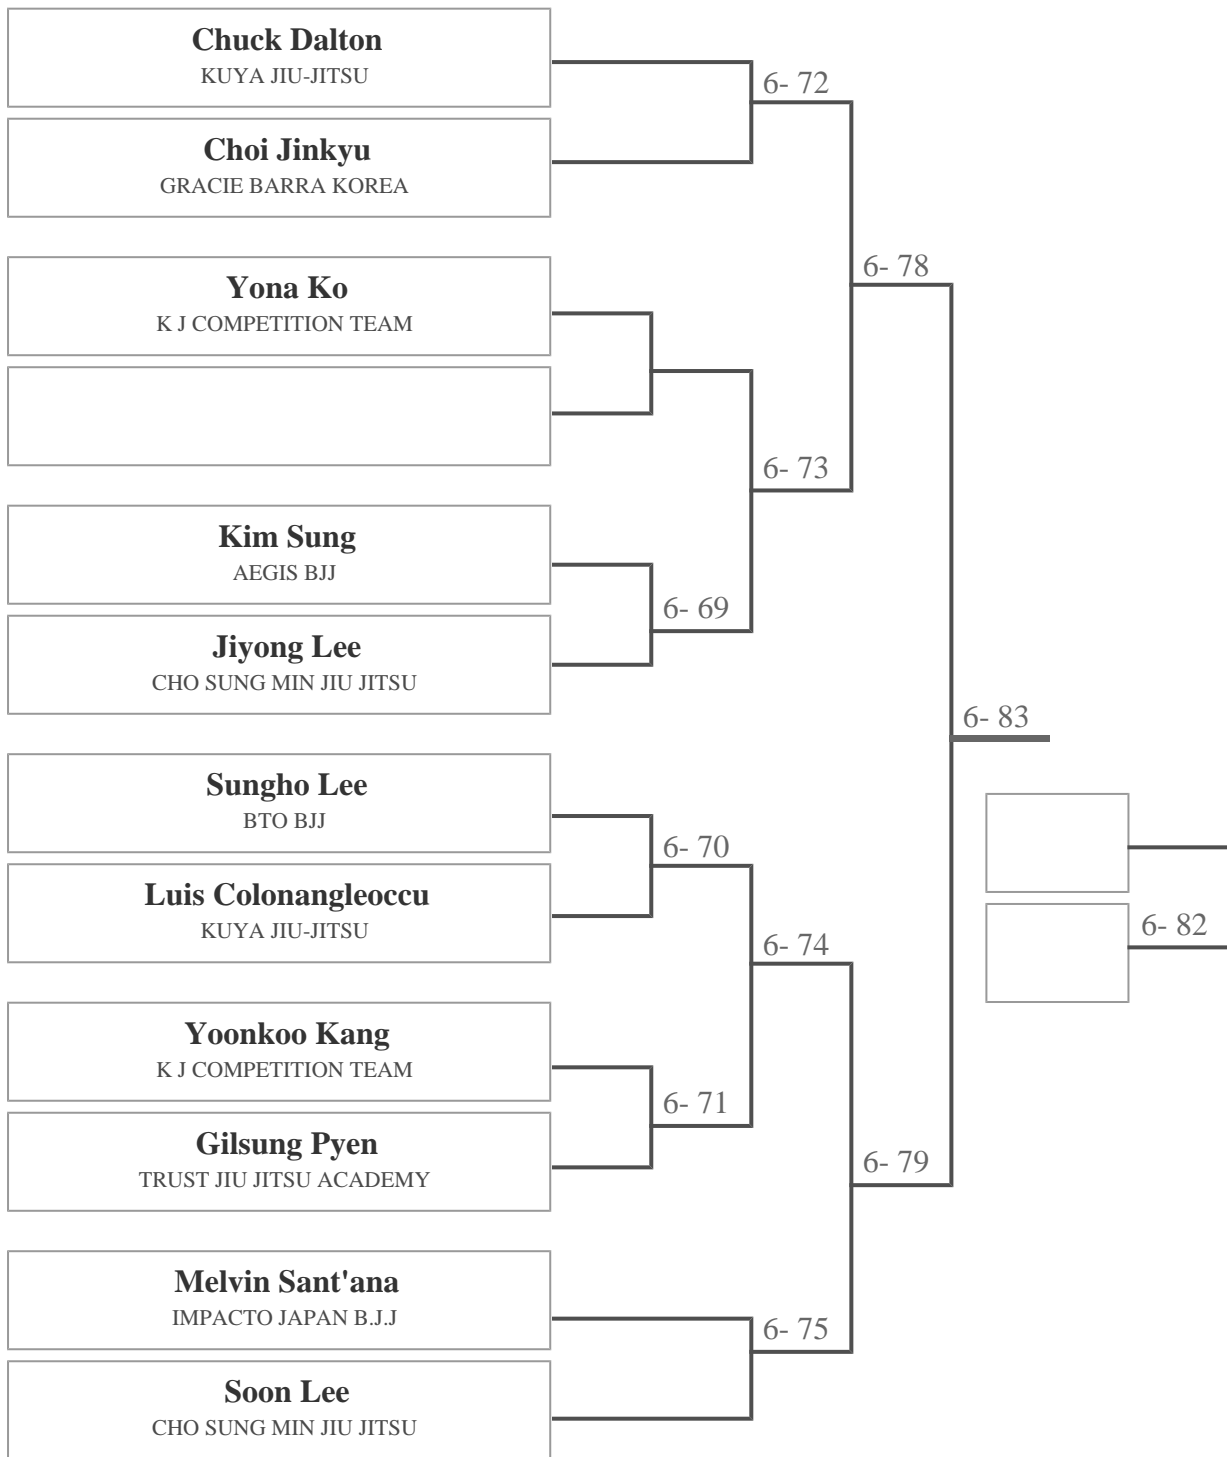 Chuck Dalton
KUYA JIU-JITSU
6- 72
Choi Jinkyu
GRACIE BARRA KOREA
6- 78
Yona Ko
K J COMPETITION TEAM
6- 73
Kim Sung
AEGIS BJJ
6- 69
Jiyong Lee
CHO SUNG MIN JIU JITSU
6- 83
Sungho Lee
BTO BJJ
6- 70
Luis Colonangleoccu
KUYA JIU-JITSU
6- 82
6- 74
Yoonkoo Kang
K J COMPETITION TEAM
6- 71
Gilsung Pyen
TRUST JIU JITSU ACADEMY
6- 79
Melvin Sant'ana
IMPACTO JAPAN B.J.J
6- 75
Soon Lee
CHO SUNG MIN JIU JITSU